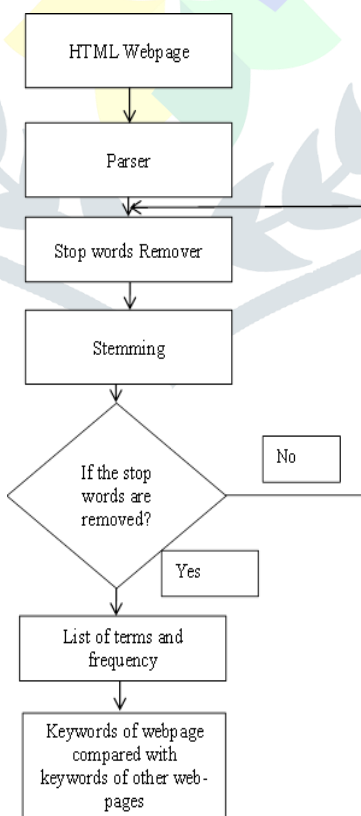 HTML Webpage
Parser
Stop words Remover
Stemming
If the stop
words are
removed?
No
Yes
List of terms and
frequency
Keywords of webpage
compared with
keywords of other web-
pages